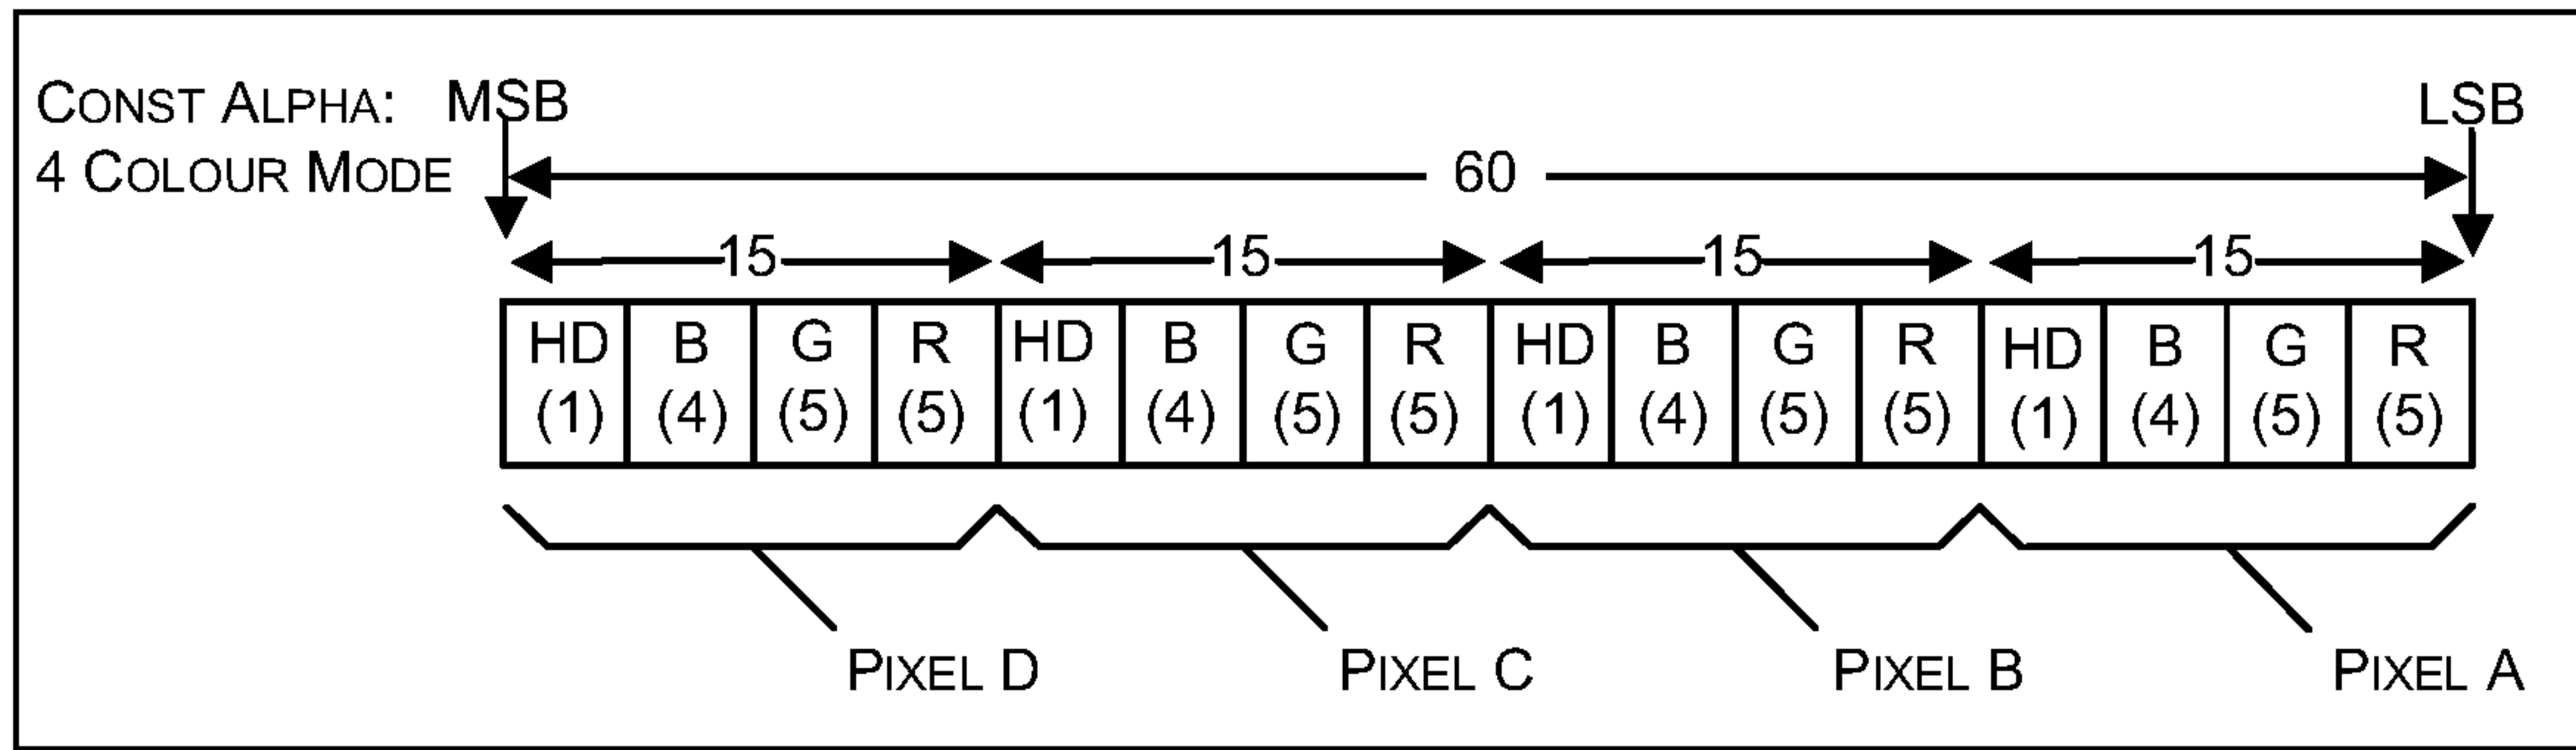 CONST ALPHA: MSB LSB
4 COLOUR MODE 60
15 15 15 15
HD B G R HD B G R HD B G R HD B G R
(1) (4) (5) (5) (1) (4) (5) (5) (1) (4) (5) (5) (1) (4) (5) (5)
PIXEL D PIXEL C PIXEL B PIXEL A